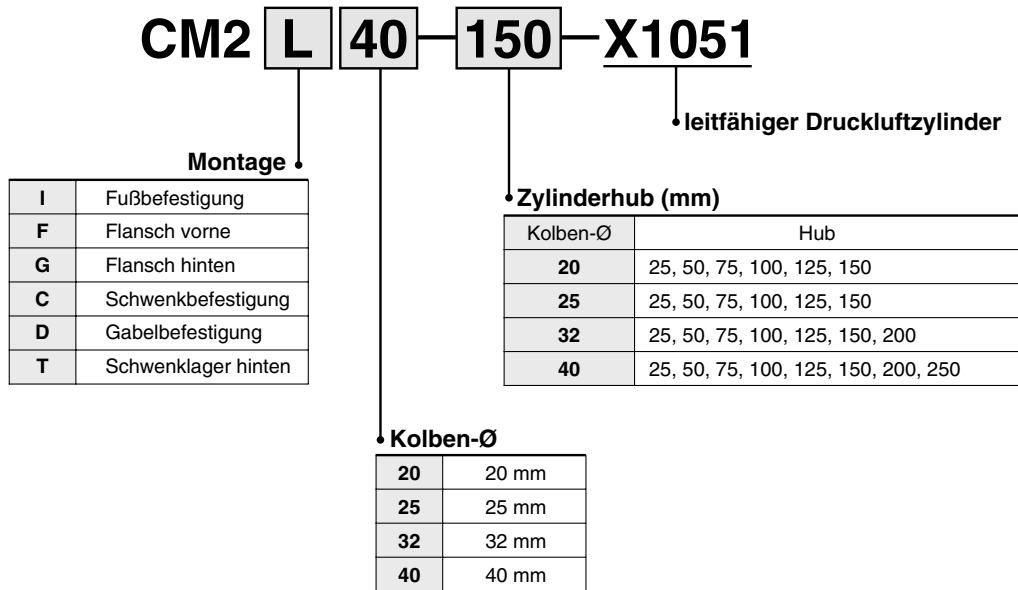 CM2 L 40 150 X1051
leitfähiger Druckluftzylinder
Montage
I Fußbefestigung
F Flansch vorne
G Flansch hinten
C Schwenkbefestigung
D Gabelbefestigung
T Schwenklager hinten
Zylinderhub (mm)
Kolben-Ø Hub
20 25, 50, 75, 100, 125, 150
25 25, 50, 75, 100, 125, 150
32 25, 50, 75, 100, 125, 150, 200
40 25, 50, 75, 100, 125, 150, 200, 250
Kolben-Ø
20 20 mm
25 25 mm
32 32 mm
40 40 mm